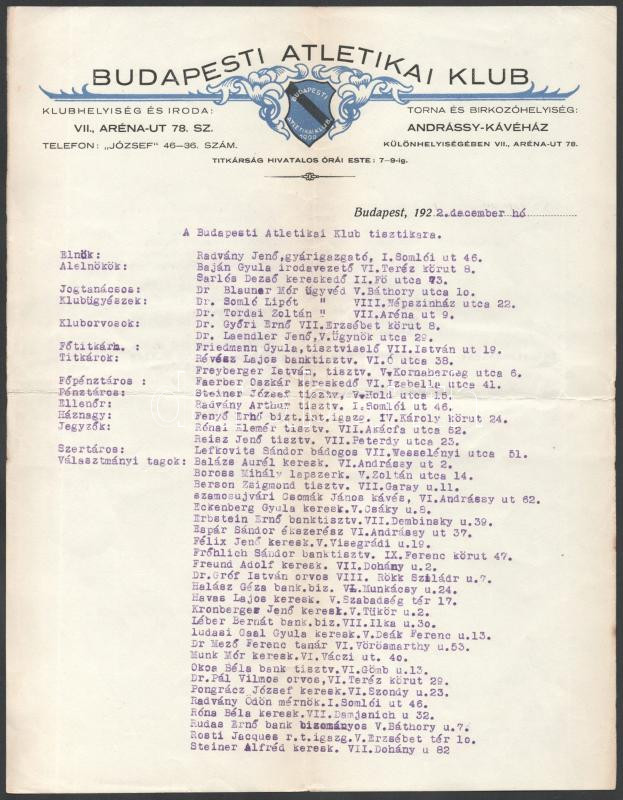 BUDAPESTI ATLETIKAI KLUB
BUDAPESTI
ATLETIKAI KLUB
KLUBHELYISÉG ÉS IRODA:
VII., ARÉNA-UT 78. SZ.
TELEFON: „JÓZSEF” 46—36. SZÁM.
TORNA ÉS BIRKOZÓHELYISÉG:
ANDRÁSSY-KÁVÉHÁZ
KÜLÖNHELYISÉGÉBEN VII., ARÉNA-UT 78.
TITKÁRSÁG HIVATALOS ÓRÁI ESTE: 7—9-ig.
Budapest, 192 2.december hó
A Budapesti Atletikai Klub tisztikara.
Elnök: Radvány Jenő,gyárigazgató, I.Somlói ut 46.
Alelnökök: Baján Gyula irodavezető VI.Teréz körut 8.
Sarlós Dezső kereskedő II.Fö utca 73.
Jogtanácsos: Dr Blauner Mór ügyvéd V.Báthory utca 1o.
Klubügyészek: Dr. Somló Lipót " VIII.Népszinház utca 22.
Dr. Tordai Zoltán " VII.Aréna ut 9.
Kluborvosok: Dr. Győri Ernő VII.Erzsébet körut 8.
Dr. Laendler Jenő,V.Ügynök utca 29.
Főtitkárh. : Friedmann Gyula,tisztviselő VII.István ut 19.
Titkárok: Révész Lajos banktisztv. VI.Ó utca 38.
Freyberger István, tisztv. V.Kornaberceg utca 6.
Főpénztáros : Faerber Oszkár kereskedő VI.Izabella utca 41.
Pénztáros: Steiner József tisztv, V.Hold utca 15.
Ellenőr: Radvány Arthur tisztv. I.Somlói ut 46.
Háznagy: Fenyő Ernő bizt.int.igazg. IV.Károly körut 24.
Jegyzők: Rónai Elemér tisztv. VII.Akácfa utca 52.
Reisz Jenő tisztv. VII.Peterdy utca 23.
Szertáros: Lefkovits Sándor bádogos VII.Wesselényi utca 51.
Választmányi tagok: Balázs Aurél keresk. VI.Andrássy ut 2.
Boross Mihály lapszerk. V.Zoltán utca 14.
Berson Zsigmond tisztv. VII.Garay u.11.
szamosujvári Csomák János kávés, VI.Andrássy ut 62.
Eckenberg Gyula keresk.V.Csáky u.8.
Erbstein Ernő banktisztv.VII.Dembinsky u.39.
Espár Sándor ékszerész VI.Andrássy ut 37.
Félix Jenő keresk.V.Visegrádi u.19.
Fröhlich Sándor banktisztv. IX.Ferenc körut 47.
Freund Adolf keresk. VII.Dohány u.2.
Dr.Gróf István orvos VIII. Rökk Szilárd u.7.
Halász Géza bank.biz. VI.Munkácsy u.24.
Havas Lajos keresk. V.Szabadség tér 17.
Kronberger Jenő keresk.V.Tükör u.2.
Léber Bernát bank.biz.VII.Ilka u.30.
ludasi Gaal Gyula keresk.V.Deák Ferenc u.13.
Dr Mező Ferenc tanár VI.Vörösmarthy u.53.
Munk Mór keresk.VI.Váczi ut. 4o.
Okos Béla bank tisztv.VI.Gömb u.13.
Dr.Pál Vilmos orvos,VI.Teréz körut 29.
Pongrácz József keresk.VI.Szondy u.23.
Radvány Ödön mérnök.I.Somlói ut 46.
Róna Béla keresk.VII.Damjanich u 32.
Rudas Ernő bank bizományos V.Báthory u.7.
Rosti Jacques r.t.igazg.V.Erzsébet tér 1o.
Steiner Alfréd keresk. VII.Dohány u 82